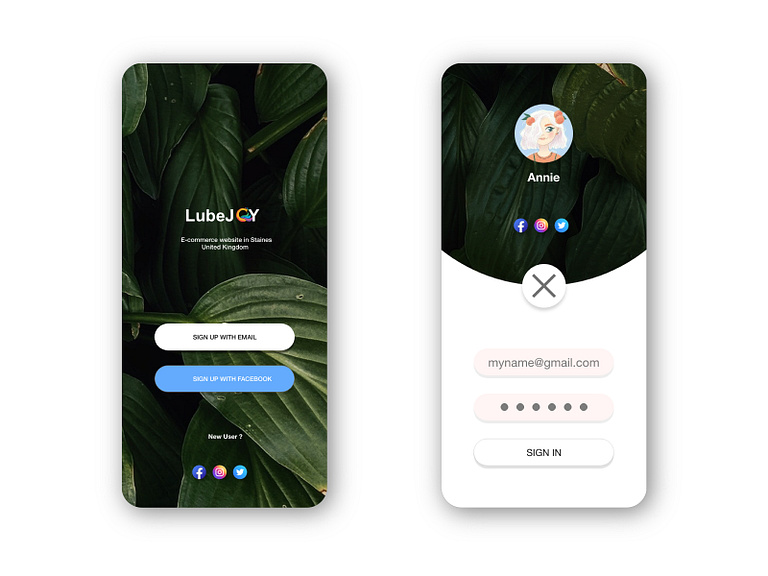 LubeJOY
E-commerce website in Staines
United Kingdom
SIGN UP WITH EMAIL
SIGN UP WITH FACEBOOK
New User ?
Annie
myname@gmail.com
SIGN IN